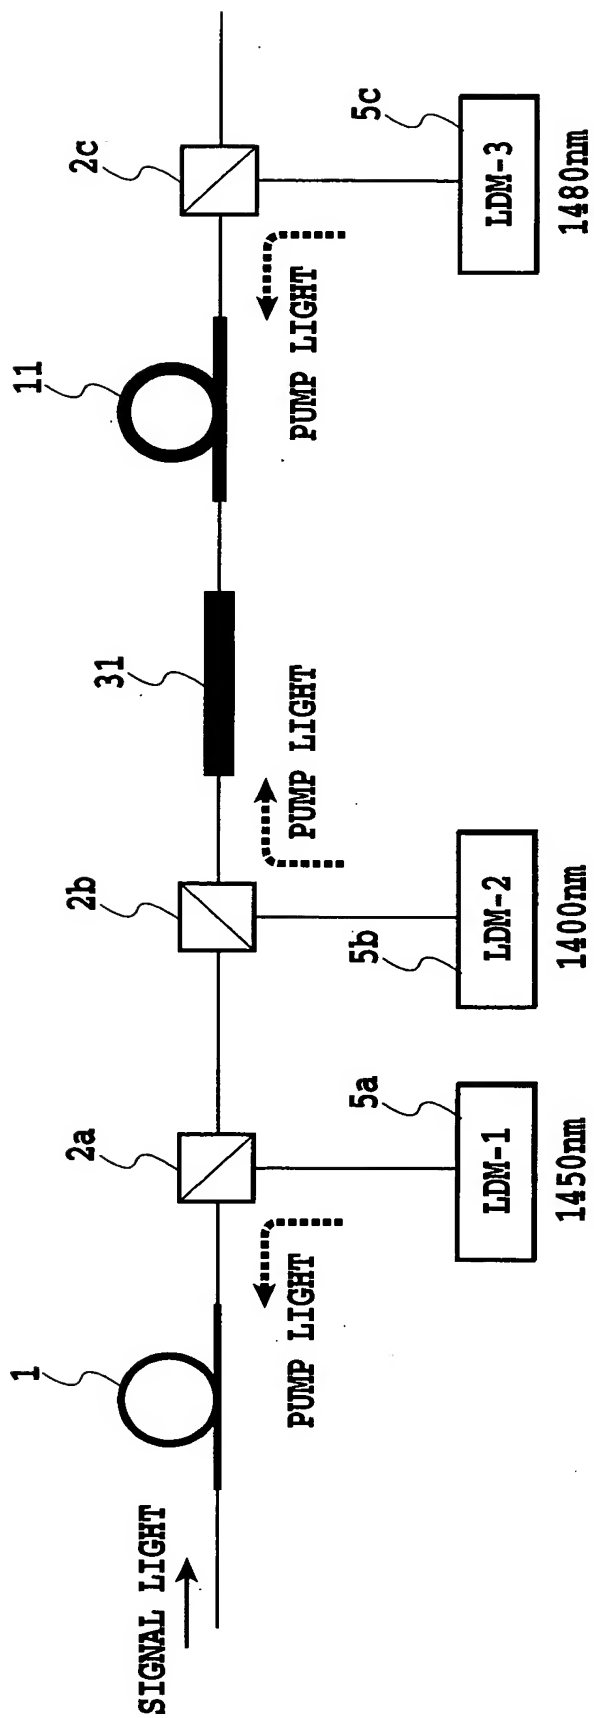 SIGNAL LIGHT
1
2a
2b
31
11
2c
PUMP LIGHT
PUMP LIGHT
PUMP LIGHT
5a
5b
5c
LDM-1
LDM-2
LDM-3
1450nm
1400nm
1480nm